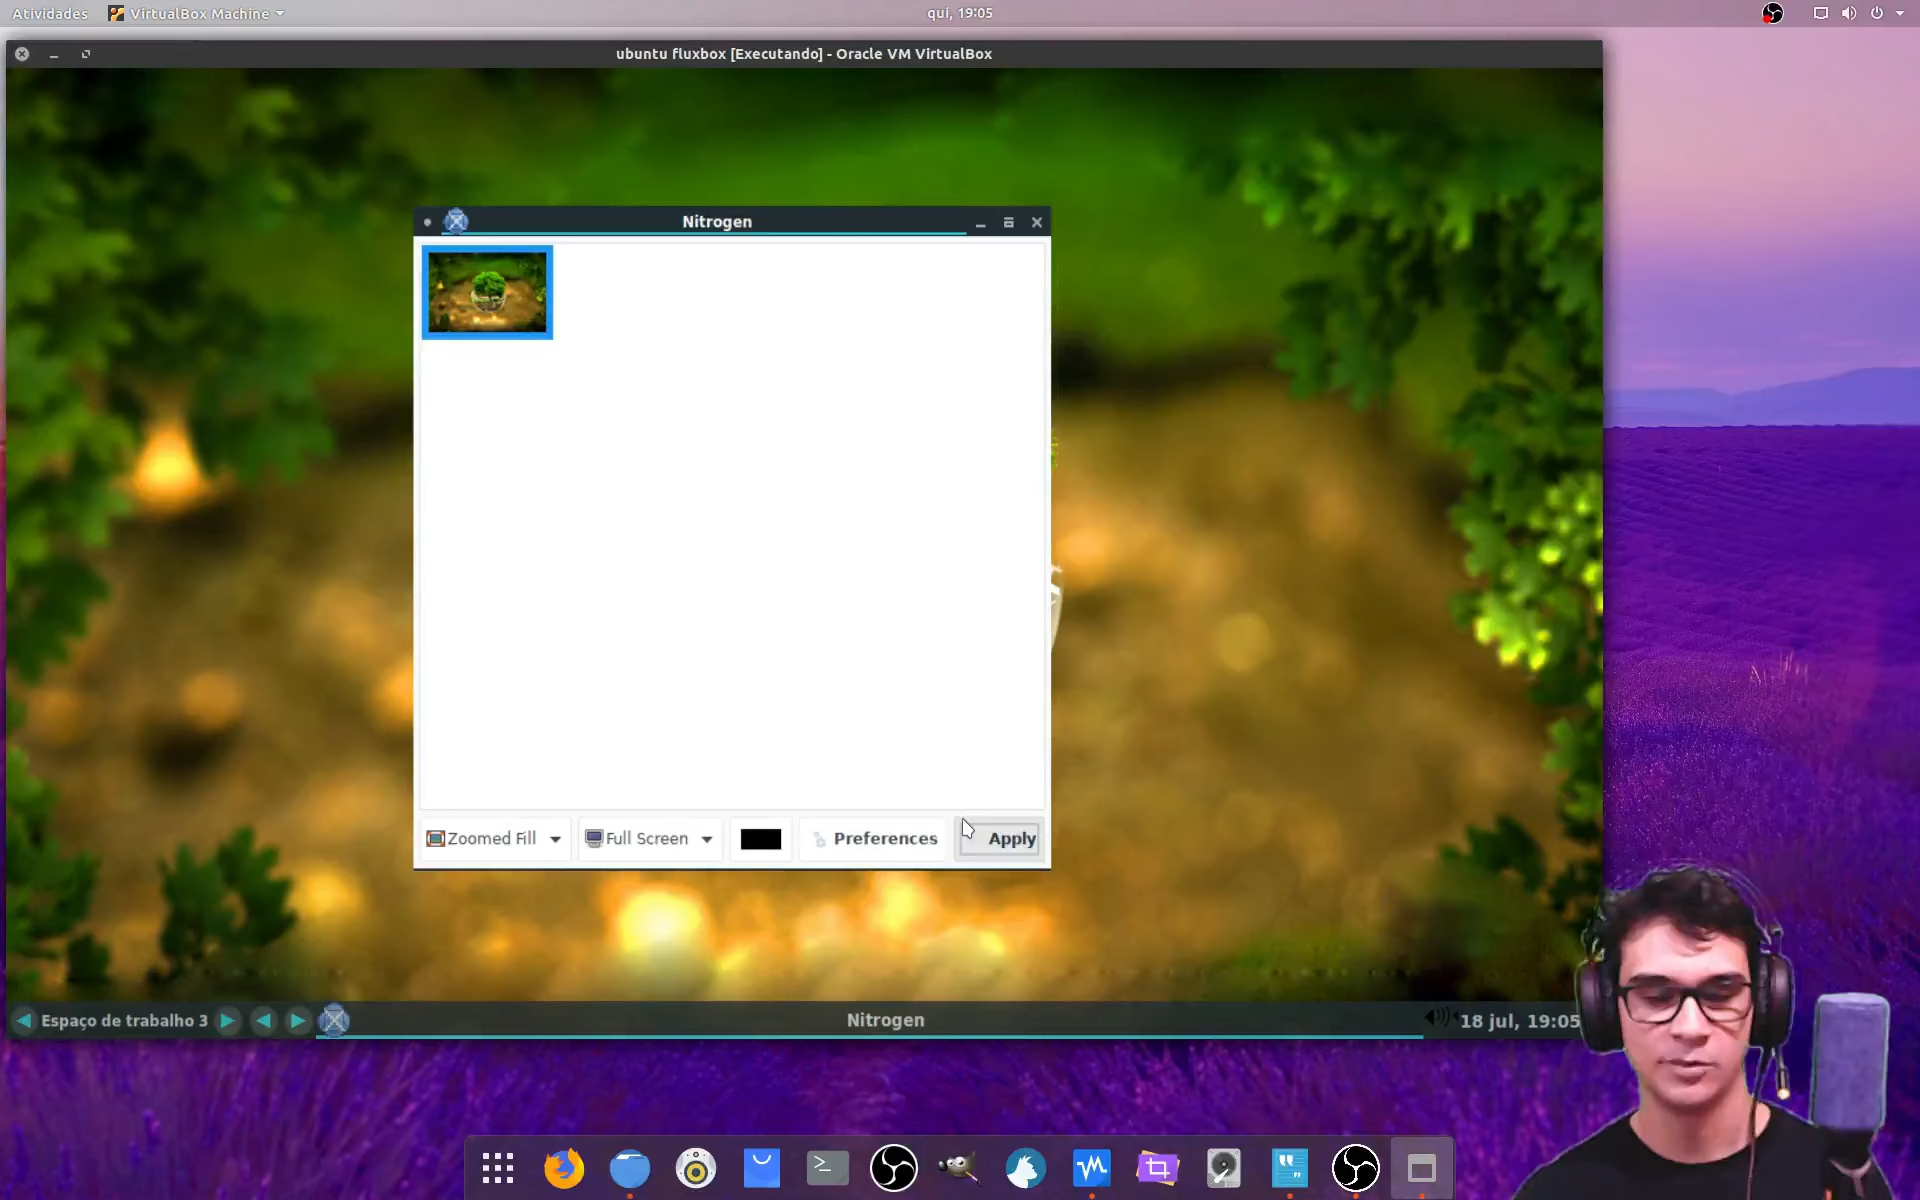 Atividades VirtualBox Machine qui, 19:05
ubuntu fluxbox [Executando] - Oracle VM VirtualBox
Nitrogen
Zoomed Fill Full Screen Preferences Apply
Espaço de trabalho 3 Nitrogen 18 jul, 19:05